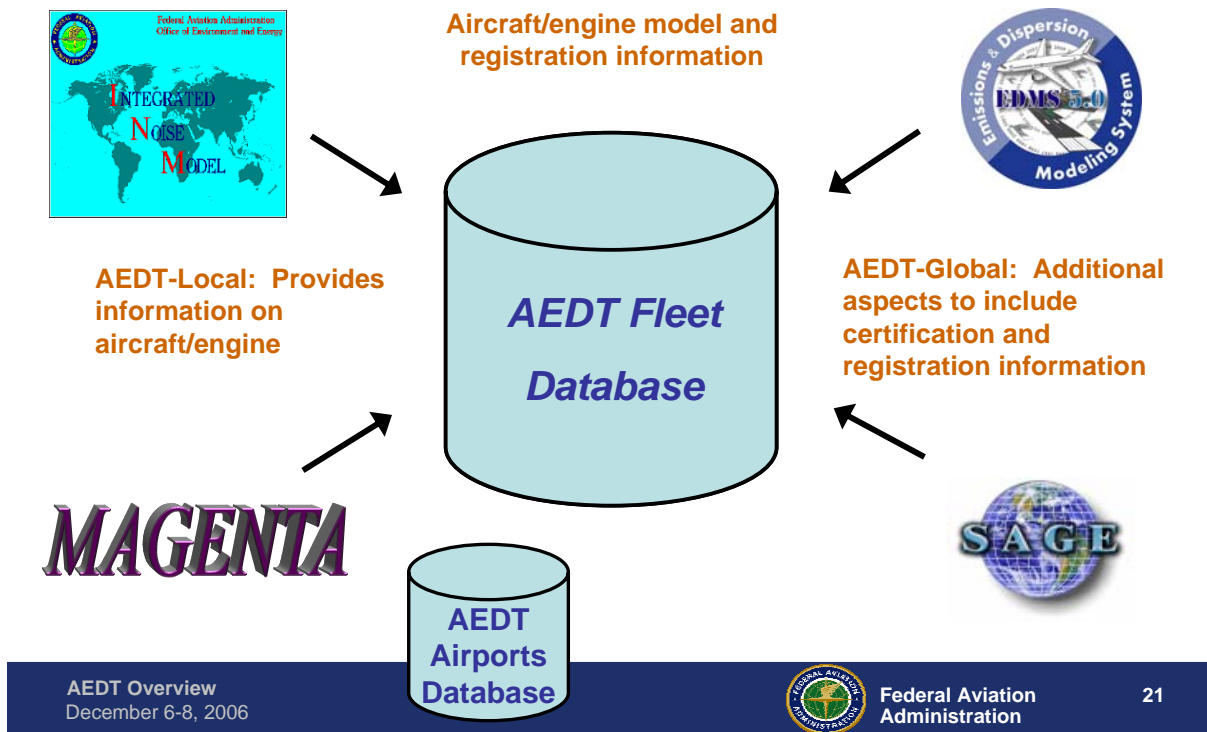 Federal Aviation Administration
Office of Environment and Energy
INTEGRATED
NOISE
MODEL
Aircraft/engine model and
registration information
Emissions & Dispersion
EDMS 5.0
Modeling System
AEDT-Local: Provides
information on
aircraft/engine
AEDT Fleet
Database
AEDT-Global: Additional
aspects to include
certification and
registration information
MAGENTA
SAGE
AEDT
Airports
Database
AEDT Overview
December 6-8, 2006
Federal Aviation
Administration
21